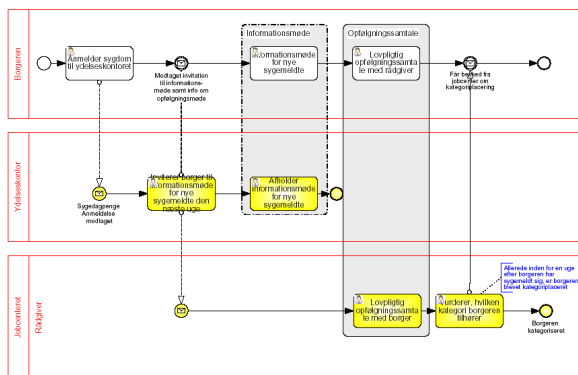 Borgeren
Anmelder sygdom
til ydelseskontoret
Modtaget invitation
til informations-
møde samt info om
opfølgningsmøde
Informationsmøde
informationsmøde
for nye
sygemeldte
Opfølgningssamtale
Lovpligtig
opfølgningssamta
le med rådgiver
Får besked fra
jobcenter om
kategoriplacering
Ydelseskontor
Sygedagpenge
Anmeldelse
modtaget
Inviterer borger til
informationsmøde
for nye
sygemeldte den
næste uge
Afholder
informationsmøde
for nye
sygemeldte
Jobcenteret
Rådgiver
Lovpligtig
opfølgningssamta
le med borger
Vurderer, hvilken
kategori borgeren
tilhører
Allerede inden for en uge
efter borgeren har
sygemeldt sig, er borgeren
blevet kategoriplaceret
Borgeren
kategoriseret